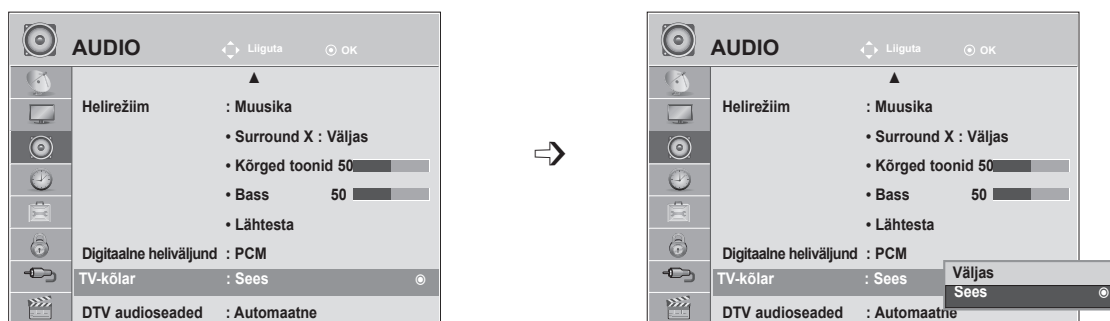 AUDIO Liiguta OK
▲
Helirežiim : Muusika
• Surround X : Väljas
• Kõrged toonid 50
• Bass 50
• Lähtesta
Digitaalne heliväljund : PCM
TV-kõlar : Sees
DTV audioseaded : Automaatne
AUDIO Liiguta OK
▲
Helirežiim : Muusika
• Surround X : Väljas
• Kõrged toonid 50
• Bass 50
• Lähtesta
Digitaalne heliväljund : PCM
TV-kõlar : Sees
Väljas
Sees
DTV audioseaded : Automaatne